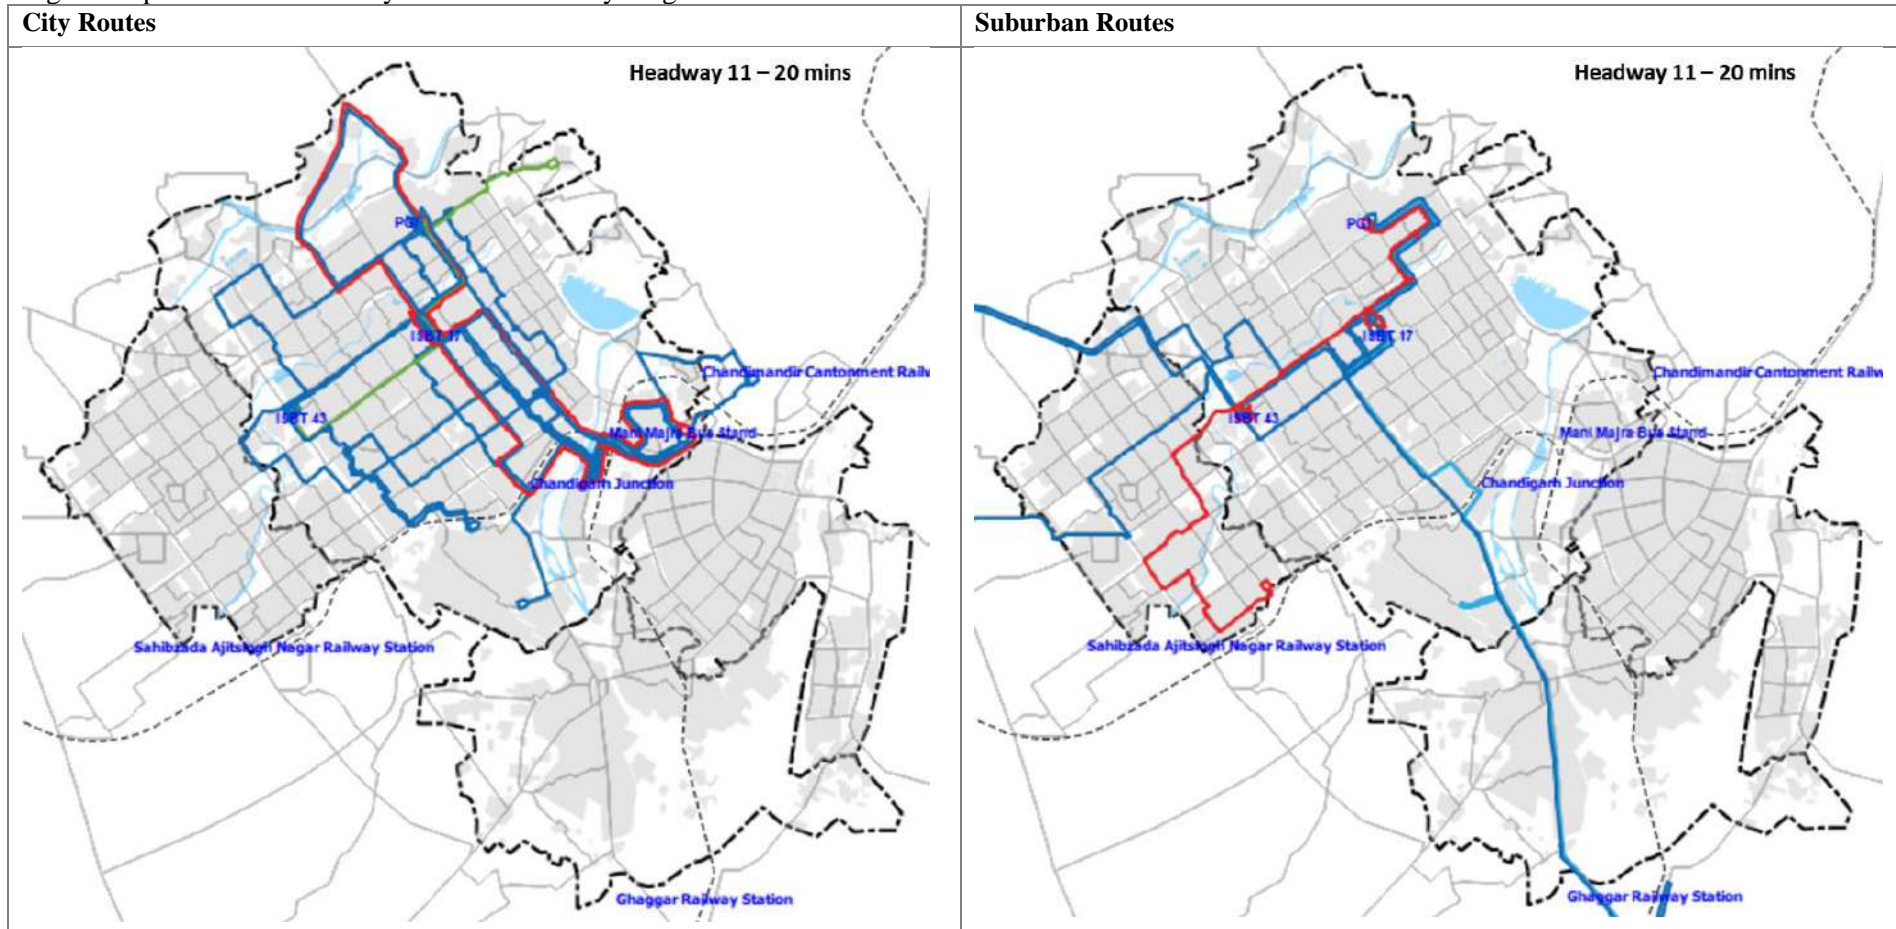 City Routes
Headway 11 – 20 mins
PGI
ISBT 17
Chandimandir Cantonment Railw
ISBT 43
Mani Majra Bus Stand
Chandigarh Junction
Sahibzada Ajitsingh Nagar Railway Station
Ghaggar Railway Station
Suburban Routes
Headway 11 – 20 mins
PGI
ISBT 17
Chandimandir Cantonment Railw
ISBT 43
Mani Majra Bus Stand
Chandigarh Junction
Sahibzada Ajitsingh Nagar Railway Station
Ghaggar Railway Station